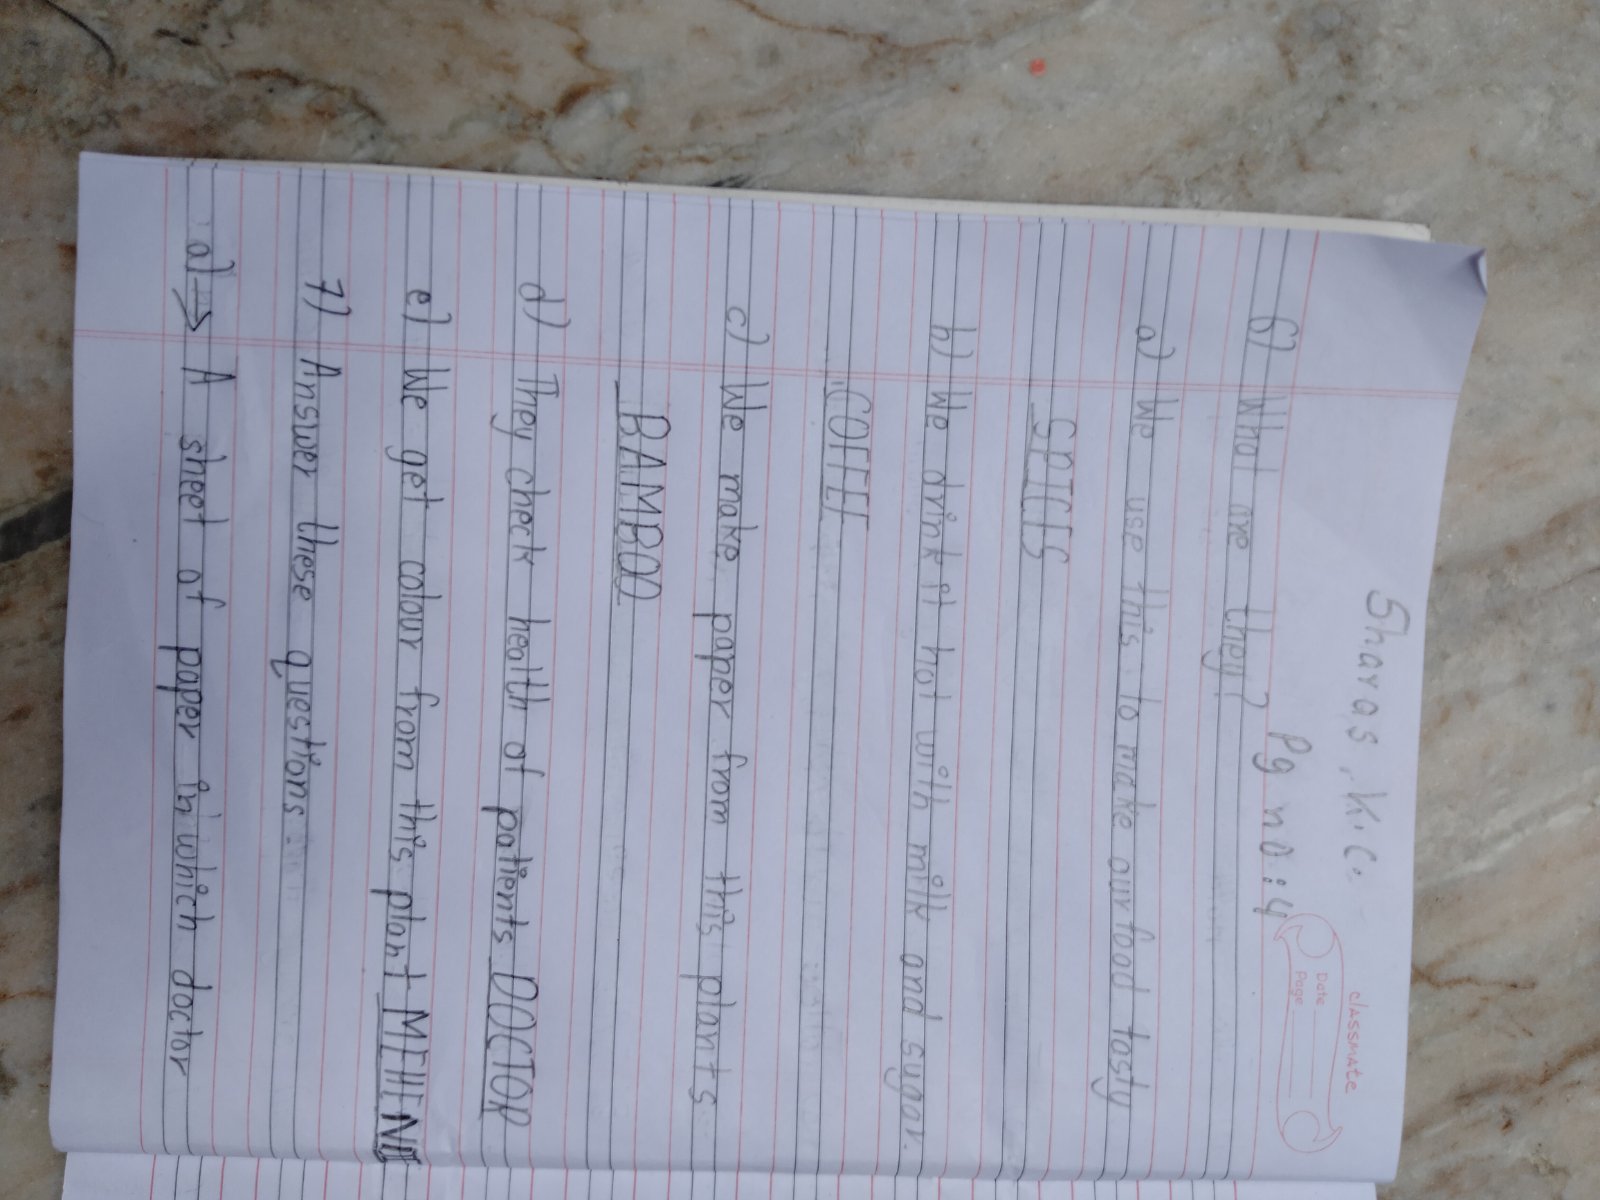 Sharas . K.C.
classmate
Date
Page
Pg no : 4
6) What are they?
a) We use this to make our food tasty
SPICES
b) We drink it hot with milk and sugar.
COFFEE
c) We make paper from this plants
BAMBOO
d) They check health of patients DOCTOR
e) We get colour from this plant
7) Answer these questions
a) → A sheet of paper in which doctor